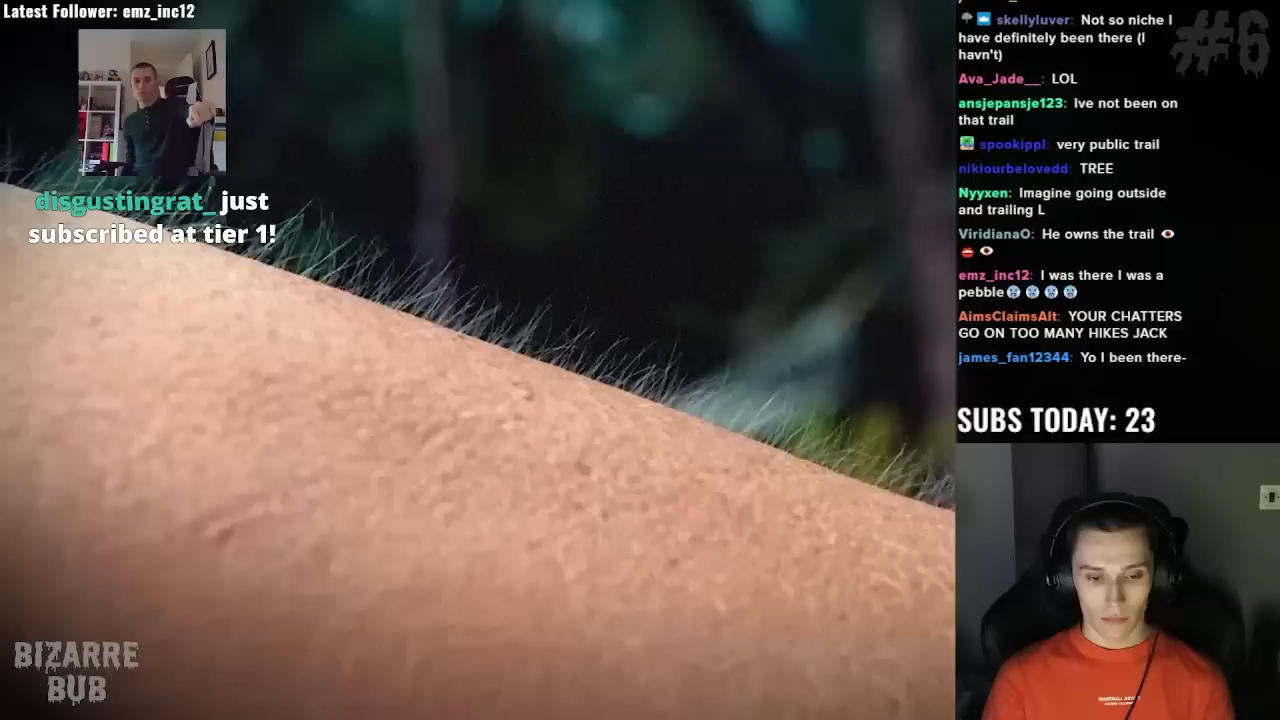 Latest Follower: emz_inc12
disgustingrat_ just
subscribed at tier 1!
#6
skellyluver: Not so niche I
have definitely been there (I
havn't)
Ava_Jade__: LOL
ansjepansje123: Ive not been on
that trail
spookippl: very public trail
nikiourbelovedd: TREE
Nyyxen: Imagine going outside
and trailing L
ViridianaO: He owns the trail
emz_inc12: I was there I was a
pebble
AimsClaimsAlt: YOUR CHATTERS
GO ON TOO MANY HIKES JACK
james_fan12344: Yo I been there-
SUBS TODAY: 23
BIZARRE
BUB